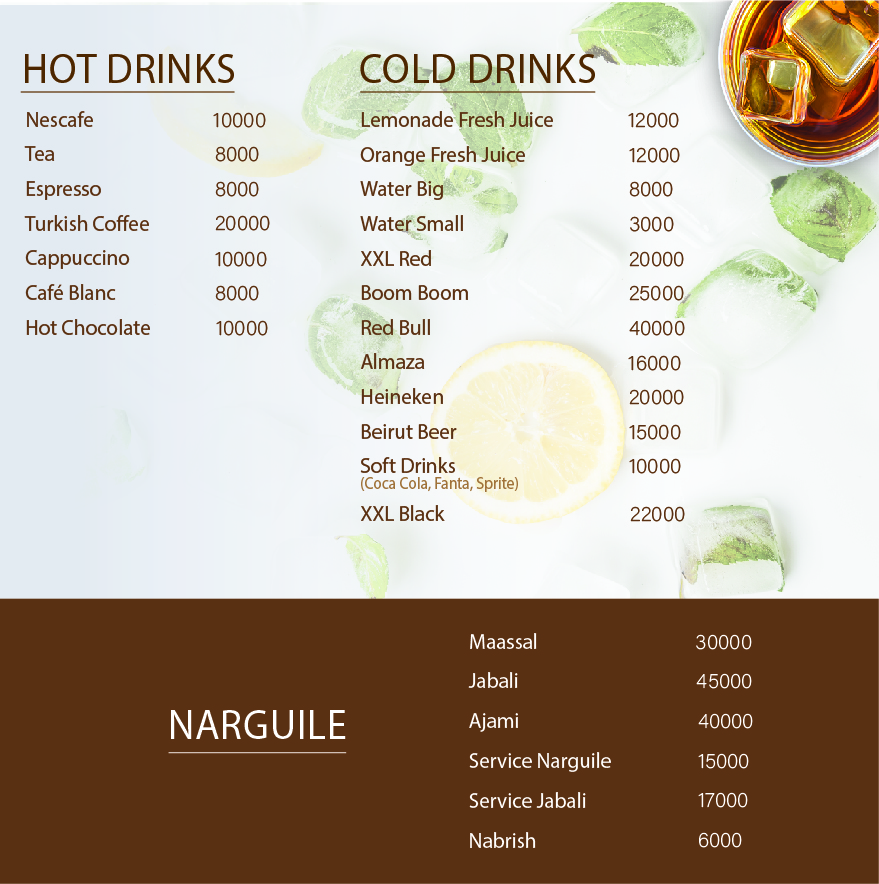 HOT DRINKS
Nescafe 10000
Tea 8000
Espresso 8000
Turkish Coffee 20000
Cappuccino 10000
Café Blanc 8000
Hot Chocolate 10000
COLD DRINKS
Lemonade Fresh Juice 12000
Orange Fresh Juice 12000
Water Big 8000
Water Small 3000
XXL Red 20000
Boom Boom 25000
Red Bull 40000
Almaza 16000
Heineken 20000
Beirut Beer 15000
Soft Drinks 10000
(Coca Cola, Fanta, Sprite)
XXL Black 22000
NARGUILE
Maassal 30000
Jabali 45000
Ajami 40000
Service Narguile 15000
Service Jabali 17000
Nabrish 6000